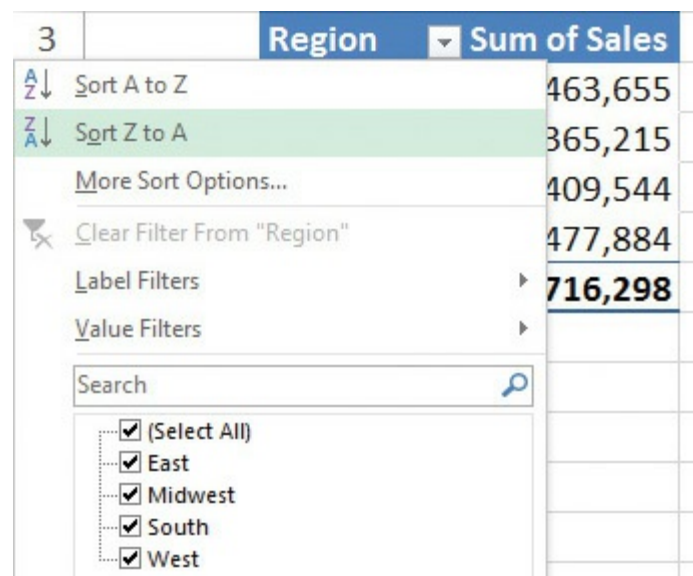 3 Region Sum of Sales
Sort A to Z 463,655
Sort Z to A 365,215
More Sort Options... 409,544
Clear Filter From "Region" 477,884
Label Filters 716,298
Value Filters
Search
(Select All)
East
Midwest
South
West